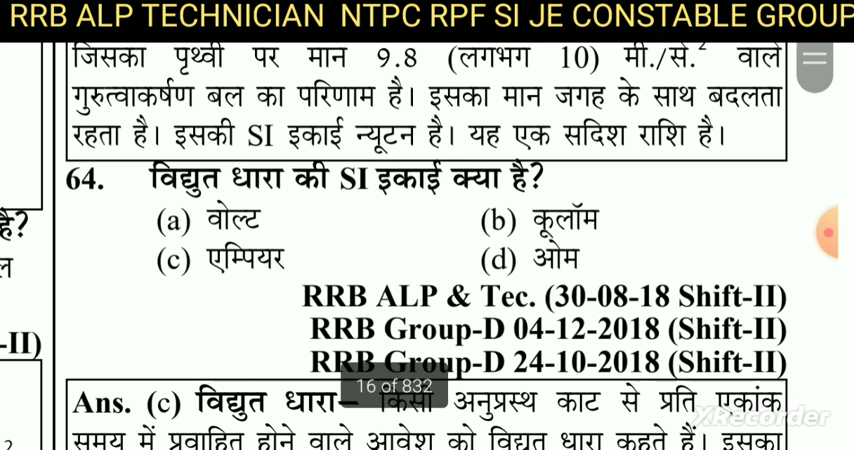 RRB ALP TECHNICIAN NTPC RPF SI JE CONSTABLE GROUP
जिसका पृथ्वी पर मान 9.8 (लगभग 10) मी./से.² वाले
गुरुत्वाकर्षण बल का परिणाम है। इसका मान जगह के साथ बदलता
रहता है। इसकी SI इकाई न्यूटन है। यह एक सदिश राशि है।
64. विद्युत धारा की SI इकाई क्या है?
(a) वोल्ट (b) कूलॉम
है?
(c) एम्पियर (d) ओम
ल
RRB ALP & Tec. (30-08-18 Shift-II)
RRB Group-D 04-12-2018 (Shift-II)
-II)
RRB Group-D 24-10-2018 (Shift-II)
16 of 832
Ans. (c) विद्युत धारा– किसी अनुप्रस्थ काट से प्रति एकांक
XRecorder
समय में प्रवाहित होने वाले आवेश को विद्युत धारा कहते हैं। इसका